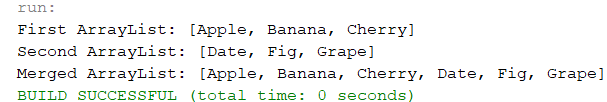 run:
First ArrayList: [Apple, Banana, Cherry]
Second ArrayList: [Date, Fig, Grape]
Merged ArrayList: [Apple, Banana, Cherry, Date, Fig, Grape]
BUILD SUCCESSFUL (total time: 0 seconds)